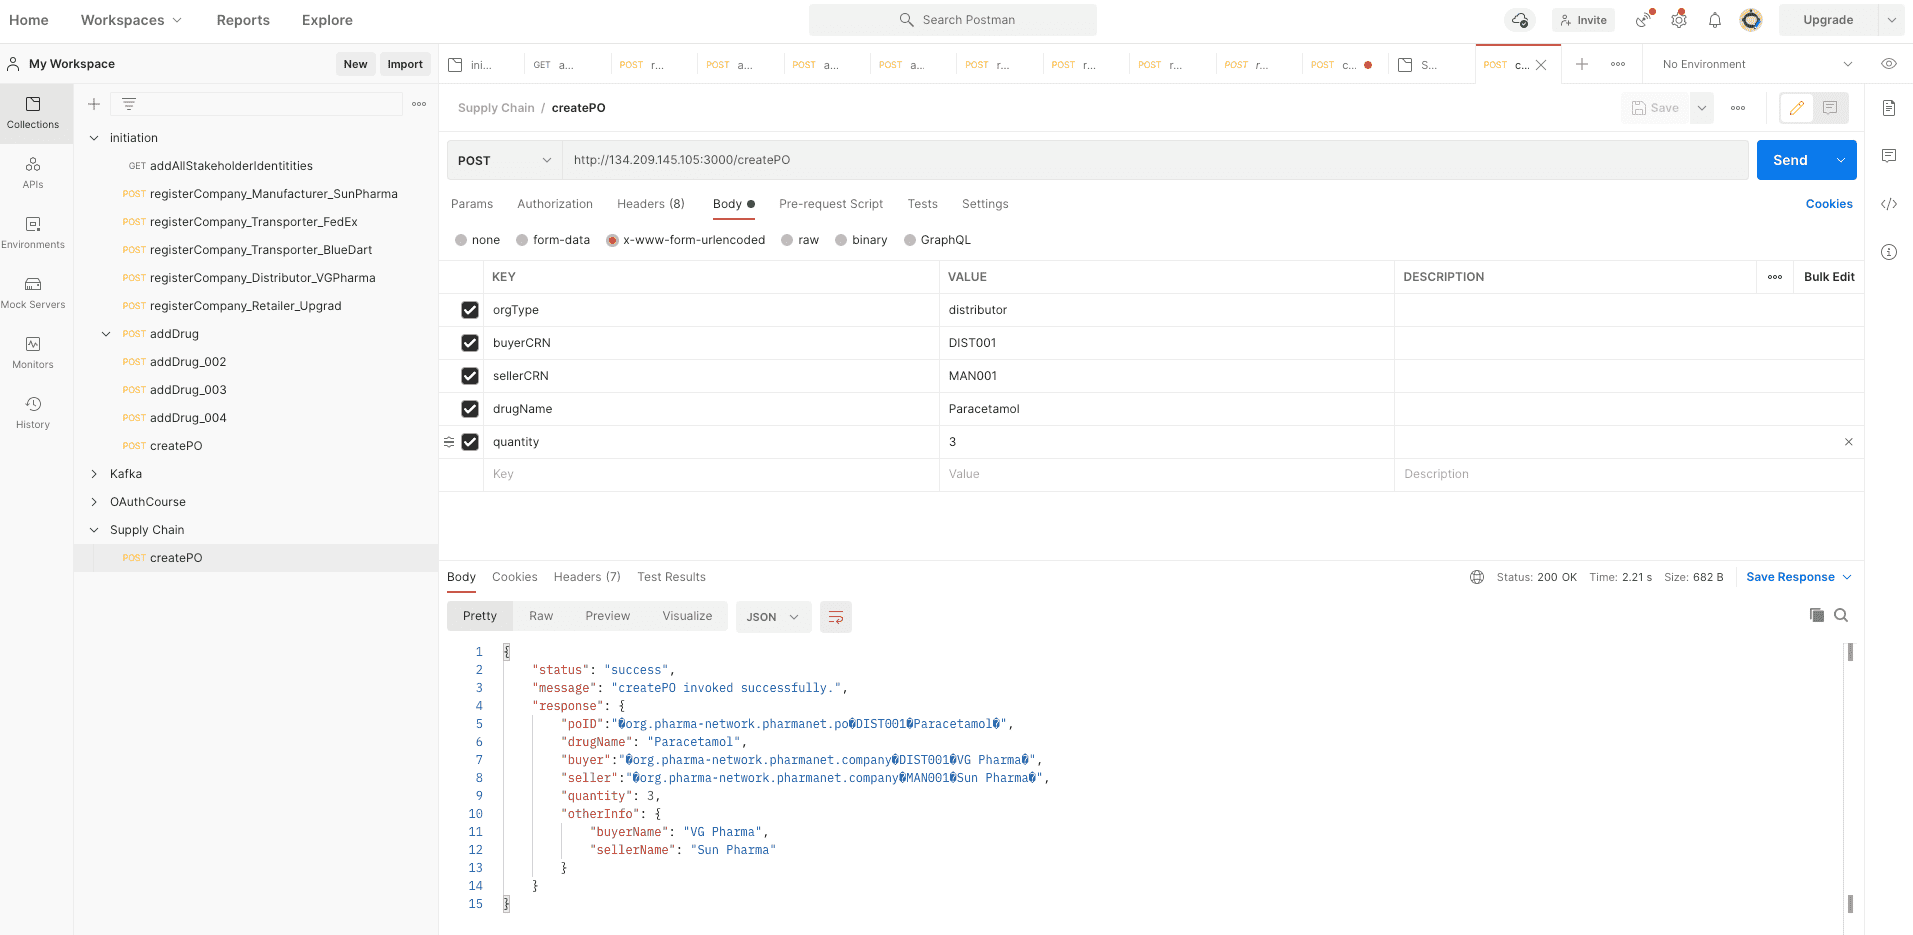 Home Workspaces Reports Explore Search Postman Invite Upgrade
My Workspace New Import
ini... GET a... POST r... POST a... POST a... POST a... POST r... POST r... POST r... POST r... POST c... S... POST c... No Environment
Collections
APIs
Environments
Mock Servers
Monitors
History
initiation
GET addAllStakeholderIdentitities
POST registerCompany_Manufacturer_SunPharma
POST registerCompany_Transporter_FedEx
POST registerCompany_Transporter_BlueDart
POST registerCompany_Distributor_VGPharma
POST registerCompany_Retailer_Upgrad
POST addDrug
POST addDrug_002
POST addDrug_003
POST addDrug_004
POST createPO
Kafka
OAuthCourse
Supply Chain
POST createPO
Supply Chain / createPO Save
POST http://134.209.145.105:3000/createPO Send
Params Authorization Headers (8) Body Pre-request Script Tests Settings Cookies
none form-data x-www-form-urlencoded raw binary GraphQL
KEY VALUE DESCRIPTION Bulk Edit
orgType distributor
buyerCRN DIST001
sellerCRN MAN001
drugName Paracetamol
quantity 3
Key Value Description
Body Cookies Headers (7) Test Results Status: 200 OK Time: 2.21 s Size: 682 B Save Response
Pretty Raw Preview Visualize JSON
1 {
2 "status": "success",
3 "message": "createPO invoked successfully.",
4 "response": {
5 "poID":"�org.pharma-network.pharmanet.po�DIST001�Paracetamol�",
6 "drugName": "Paracetamol",
7 "buyer":"�org.pharma-network.pharmanet.company�DIST001�VG Pharma�",
8 "seller":"�org.pharma-network.pharmanet.company�MAN001�Sun Pharma�",
9 "quantity": 3,
10 "otherInfo": {
11 "buyerName": "VG Pharma",
12 "sellerName": "Sun Pharma"
13 }
14 }
15 }